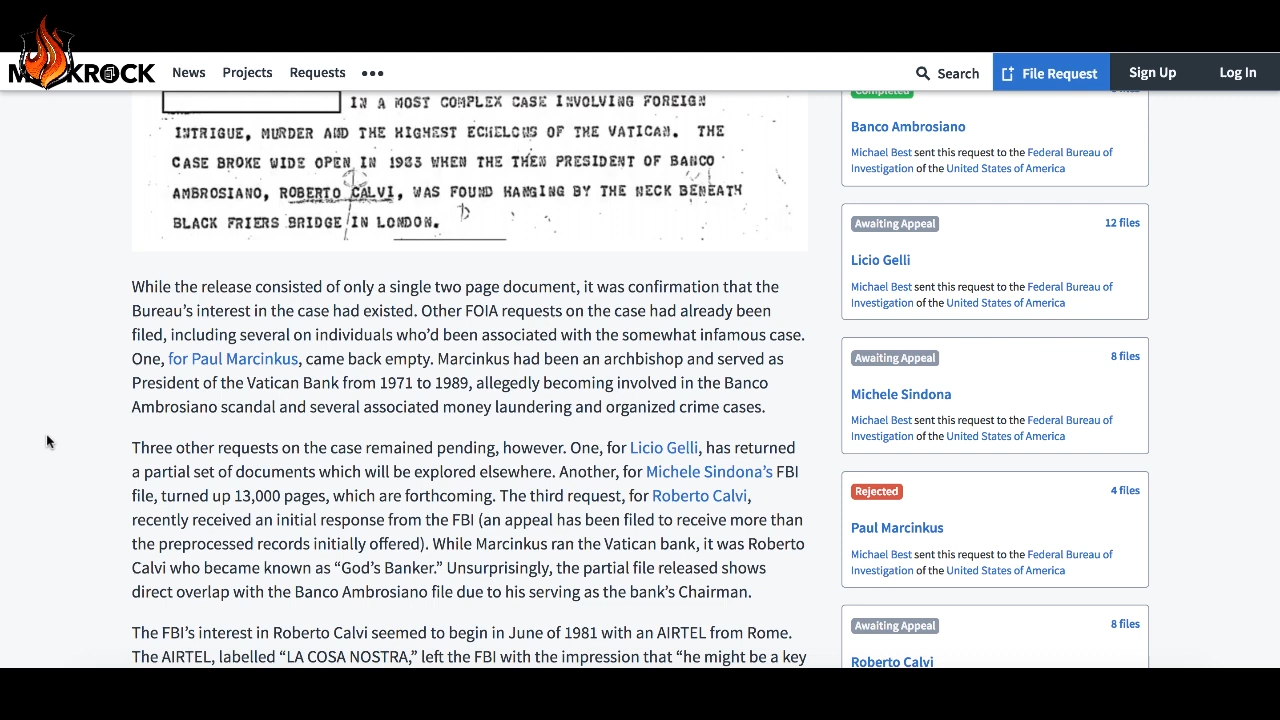 M KROCK
News Projects Requests •••
Search
File Request
Sign Up
Log In
IN A MOST COMPLEX CASE INVOLVING FOREIGN
INTRIGUE, MURDER AND THE HIGHEST ECHELONS OF THE VATICAN. THE
CASE BROKE WIDE OPEN IN 1983 WHEN THE THEN PRESIDENT OF BANCO
AMBROSIANO, ROBERTO CALVI, WAS FOUND HANGING BY THE NECK BENEATH
BLACK FRIERS BRIDGE IN LONDON.
While the release consisted of only a single two page document, it was confirmation that the
Bureau’s interest in the case had existed. Other FOIA requests on the case had already been
filed, including several on individuals who’d been associated with the somewhat infamous case.
One, for Paul Marcinkus, came back empty. Marcinkus had been an archbishop and served as
President of the Vatican Bank from 1971 to 1989, allegedly becoming involved in the Banco
Ambrosiano scandal and several associated money laundering and organized crime cases.
Three other requests on the case remained pending, however. One, for Licio Gelli, has returned
a partial set of documents which will be explored elsewhere. Another, for Michele Sindona’s FBI
file, turned up 13,000 pages, which are forthcoming. The third request, for Roberto Calvi,
recently received an initial response from the FBI (an appeal has been filed to receive more than
the preprocessed records initially offered). While Marcinkus ran the Vatican bank, it was Roberto
Calvi who became known as “God’s Banker.” Unsurprisingly, the partial file released shows
direct overlap with the Banco Ambrosiano file due to his serving as the bank’s Chairman.
The FBI’s interest in Roberto Calvi seemed to begin in June of 1981 with an AIRTEL from Rome.
The AIRTEL, labelled “LA COSA NOSTRA,” left the FBI with the impression that “he might be a key
Completed
Banco Ambrosiano
Michael Best sent this request to the Federal Bureau of
Investigation of the United States of America
Awaiting Appeal 12 files
Licio Gelli
Michael Best sent this request to the Federal Bureau of
Investigation of the United States of America
Awaiting Appeal 8 files
Michele Sindona
Michael Best sent this request to the Federal Bureau of
Investigation of the United States of America
Rejected 4 files
Paul Marcinkus
Michael Best sent this request to the Federal Bureau of
Investigation of the United States of America
Awaiting Appeal 8 files
Roberto Calvi